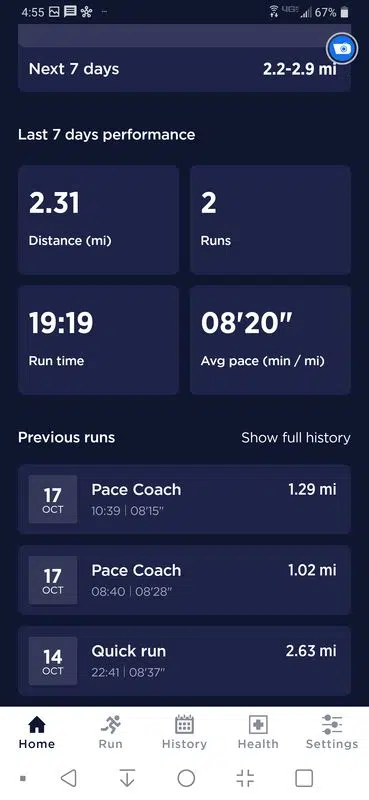 4:55
4GE 67%
Next 7 days 2.2-2.9 mi
Last 7 days performance
2.31 2
Distance (mi) Runs
19:19 08'20"
Run time Avg pace (min / mi)
Previous runs Show full history
17 Pace Coach 1.29 mi
OCT 10:39 | 08'15"
17 Pace Coach 1.02 mi
OCT 08:40 | 08'28"
14 Quick run 2.63 mi
OCT 22:41 | 08'37"
Home Run History Health Settings